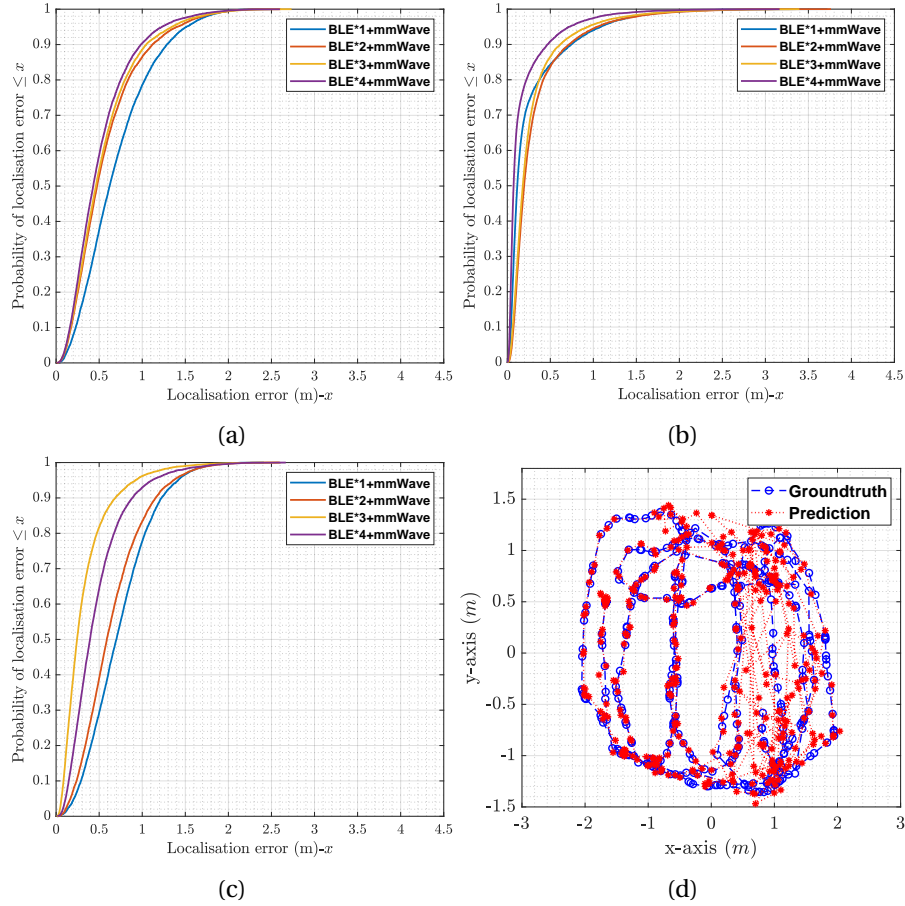 1
0.9
0.8
0.7
0.6
0.5
0.4
0.3
0.2
0.1
0
Probability of localisation error ≤ x
BLE*1+mmWave
BLE*2+mmWave
BLE*3+mmWave
BLE*4+mmWave
0 0.5 1 1.5 2 2.5 3 3.5 4 4.5
Localisation error (m)-x
(a)
1
0.9
0.8
0.7
0.6
0.5
0.4
0.3
0.2
0.1
0
Probability of localisation error ≤ x
BLE*1+mmWave
BLE*2+mmWave
BLE*3+mmWave
BLE*4+mmWave
0 0.5 1 1.5 2 2.5 3 3.5 4 4.5
Localisation error (m)-x
(b)
1
0.9
0.8
0.7
0.6
0.5
0.4
0.3
0.2
0.1
0
Probability of localisation error ≤ x
BLE*1+mmWave
BLE*2+mmWave
BLE*3+mmWave
BLE*4+mmWave
0 0.5 1 1.5 2 2.5 3 3.5 4 4.5
Localisation error (m)-x
(c)
1.5
1
0.5
0
-0.5
-1
-1.5
y-axis (m)
Groundtruth
Prediction
-3 -2 -1 0 1 2 3
x-axis (m)
(d)